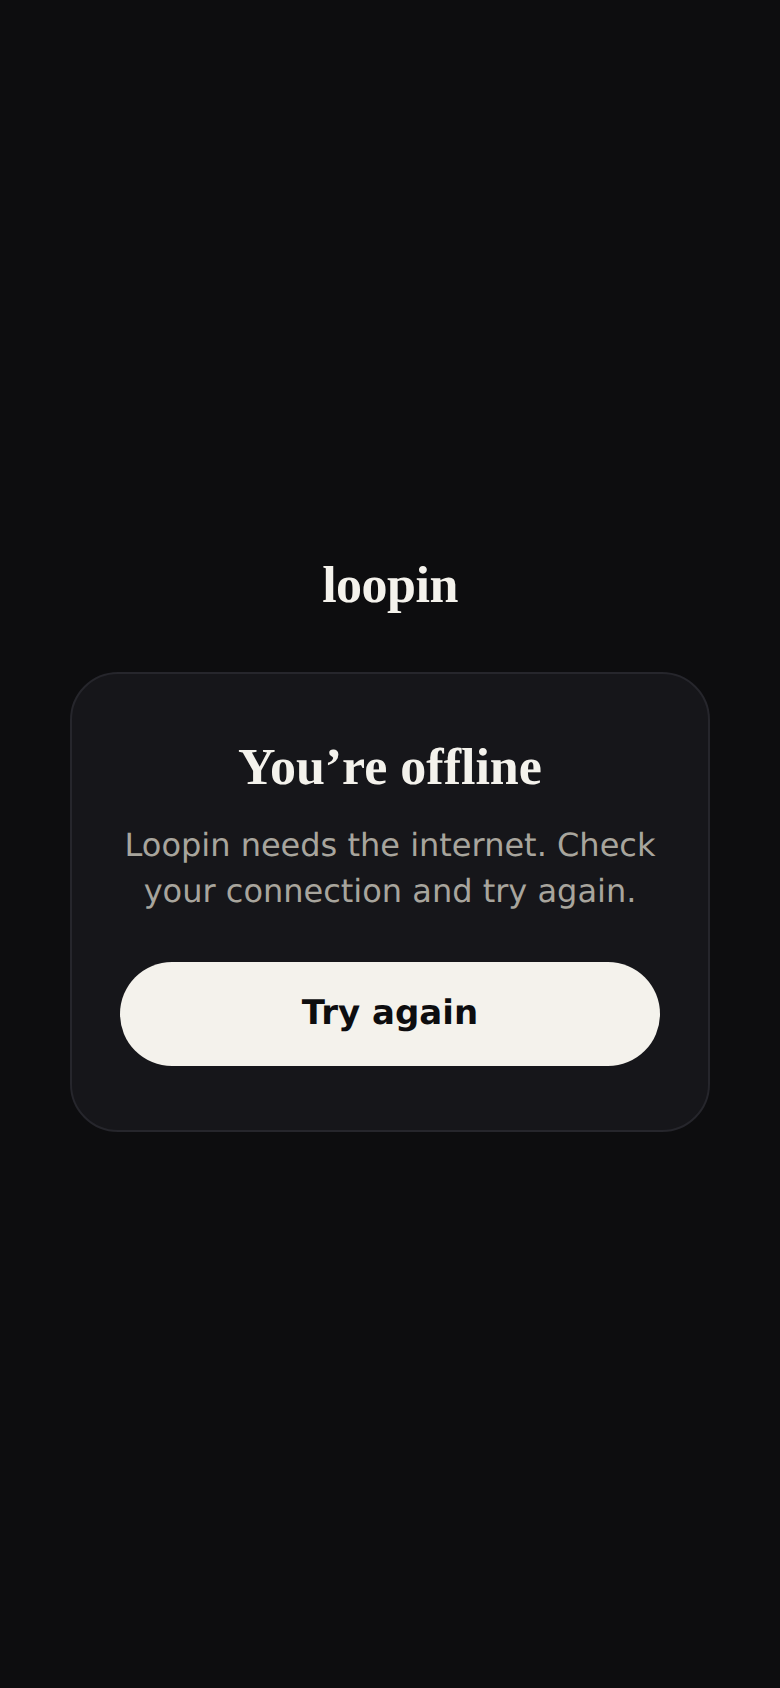 loopin
You’re offline
Loopin needs the internet. Check
your connection and try again.
Try again